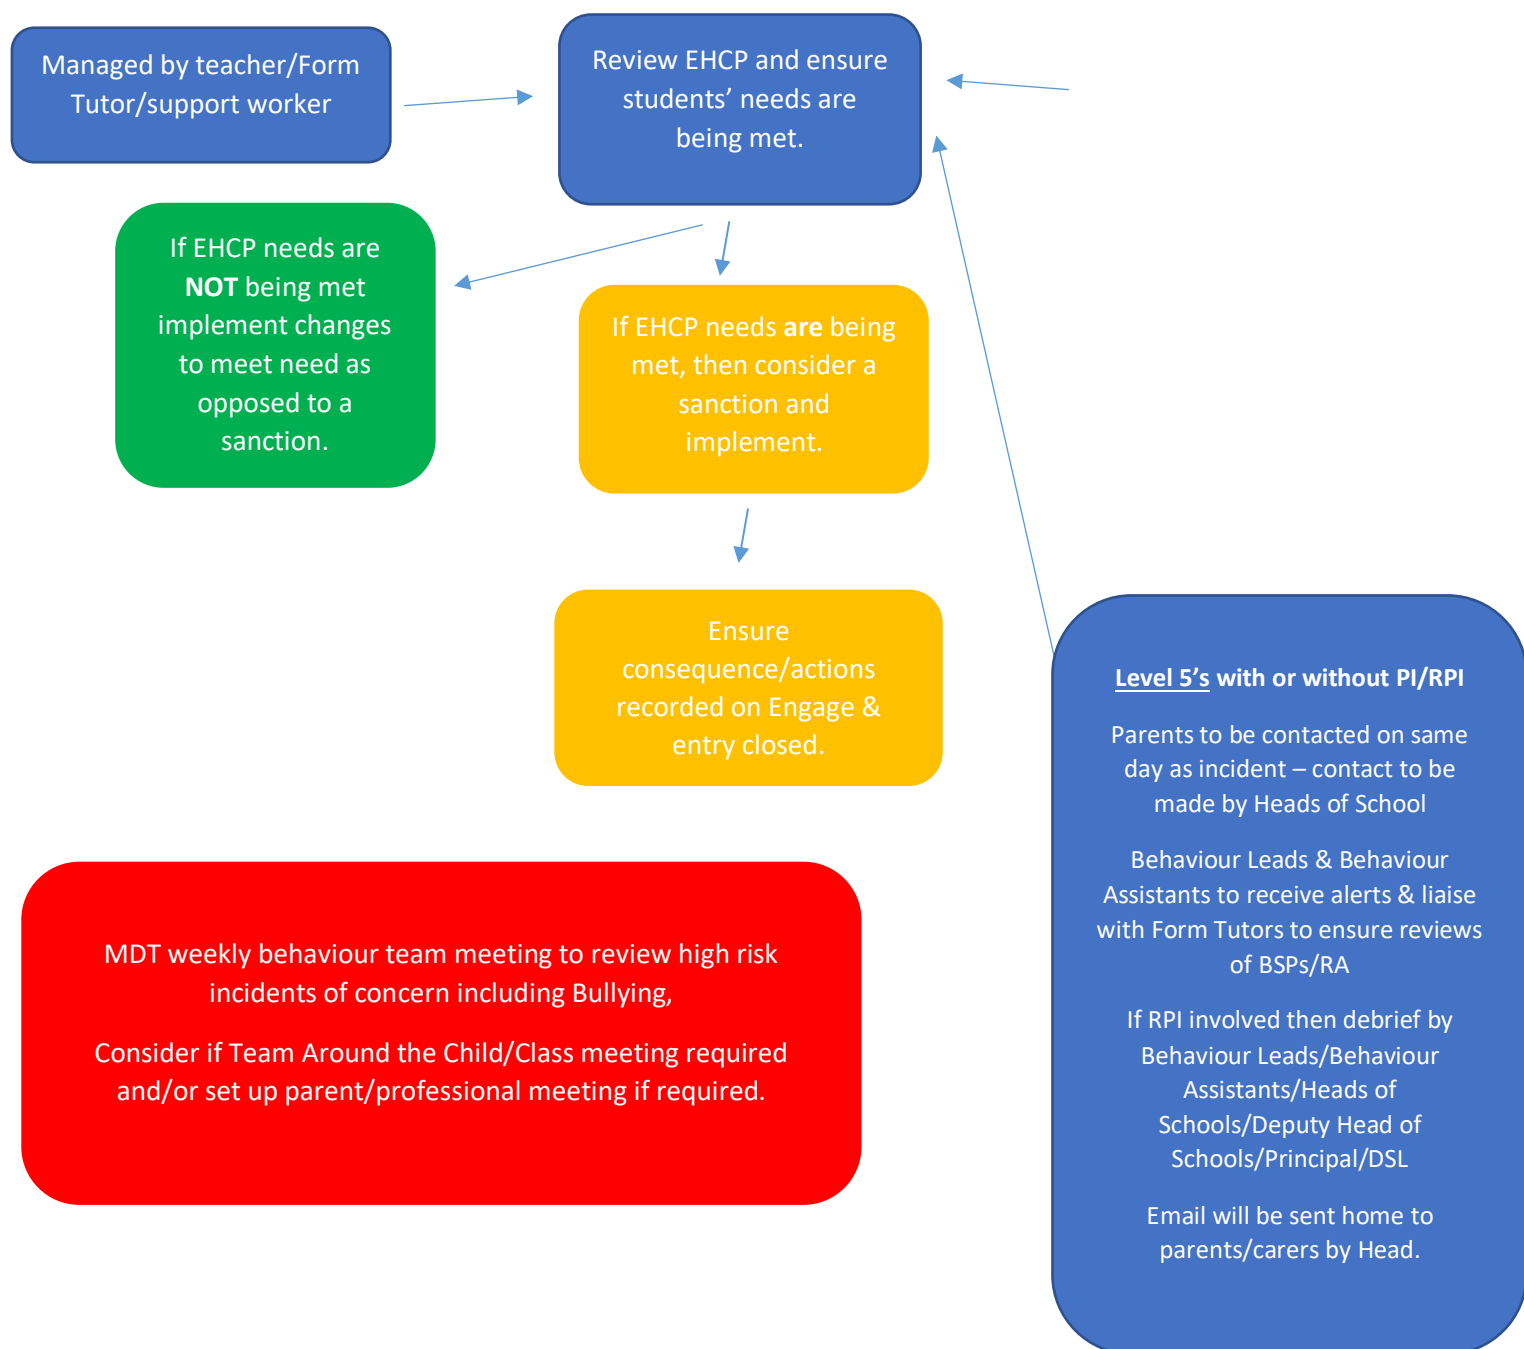 Managed by teacher/Form
Tutor/support worker
Review EHCP and ensure
students’ needs are
being met.
If EHCP needs are
NOT being met
implement changes
to meet need as
opposed to a
sanction.
If EHCP needs are being
met, then consider a
sanction and
implement.
Ensure
consequence/actions
recorded on Engage &
entry closed.
MDT weekly behaviour team meeting to review high risk
incidents of concern including Bullying,
Consider if Team Around the Child/Class meeting required
and/or set up parent/professional meeting if required.
Level 5’s with or without PI/RPI
Parents to be contacted on same
day as incident – contact to be
made by Heads of School
Behaviour Leads & Behaviour
Assistants to receive alerts & liaise
with Form Tutors to ensure reviews
of BSPs/RA
If RPI involved then debrief by
Behaviour Leads/Behaviour
Assistants/Heads of
Schools/Deputy Head of
Schools/Principal/DSL
Email will be sent home to
parents/carers by Head.